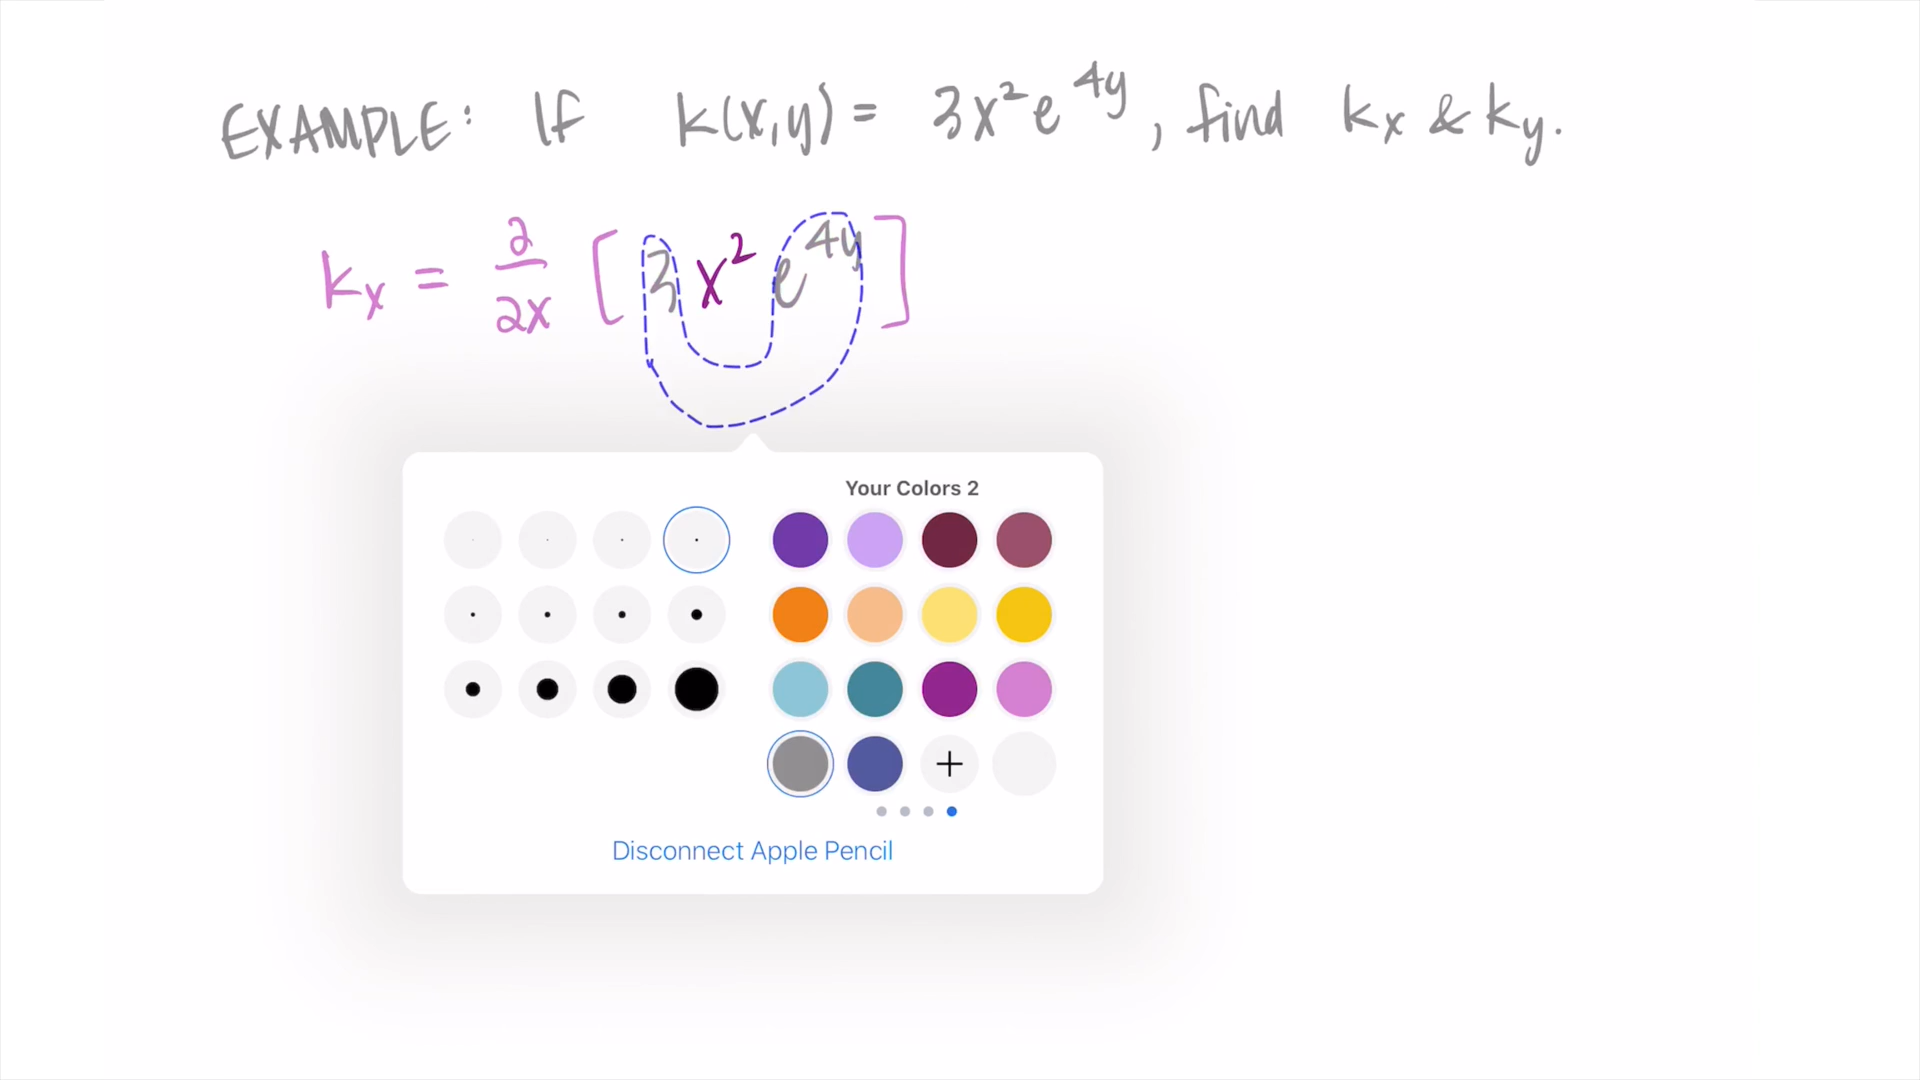 EXAMPLE: If k(x,y) = 3x²e^4y, find kx & ky.
kx = ∂/∂x [3x²e^4y]
Your Colors 2
Disconnect Apple Pencil